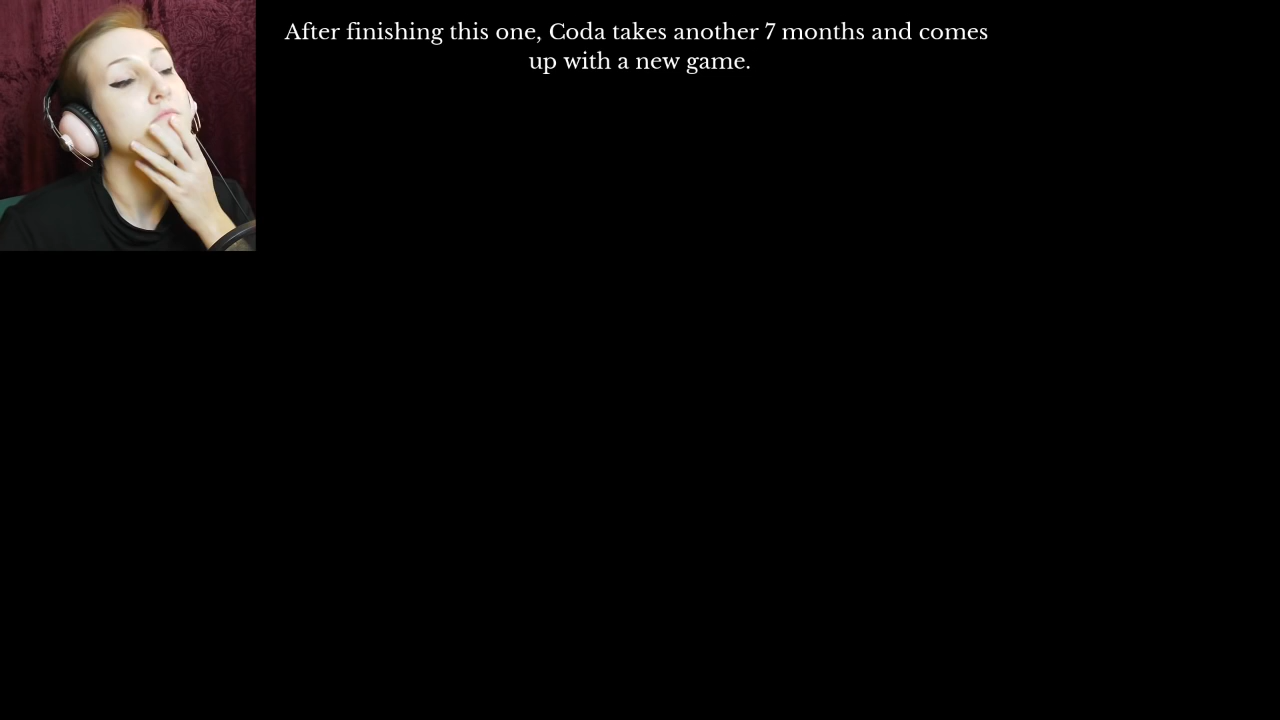 After finishing this one, Coda takes another 7 months and comes
up with a new game.